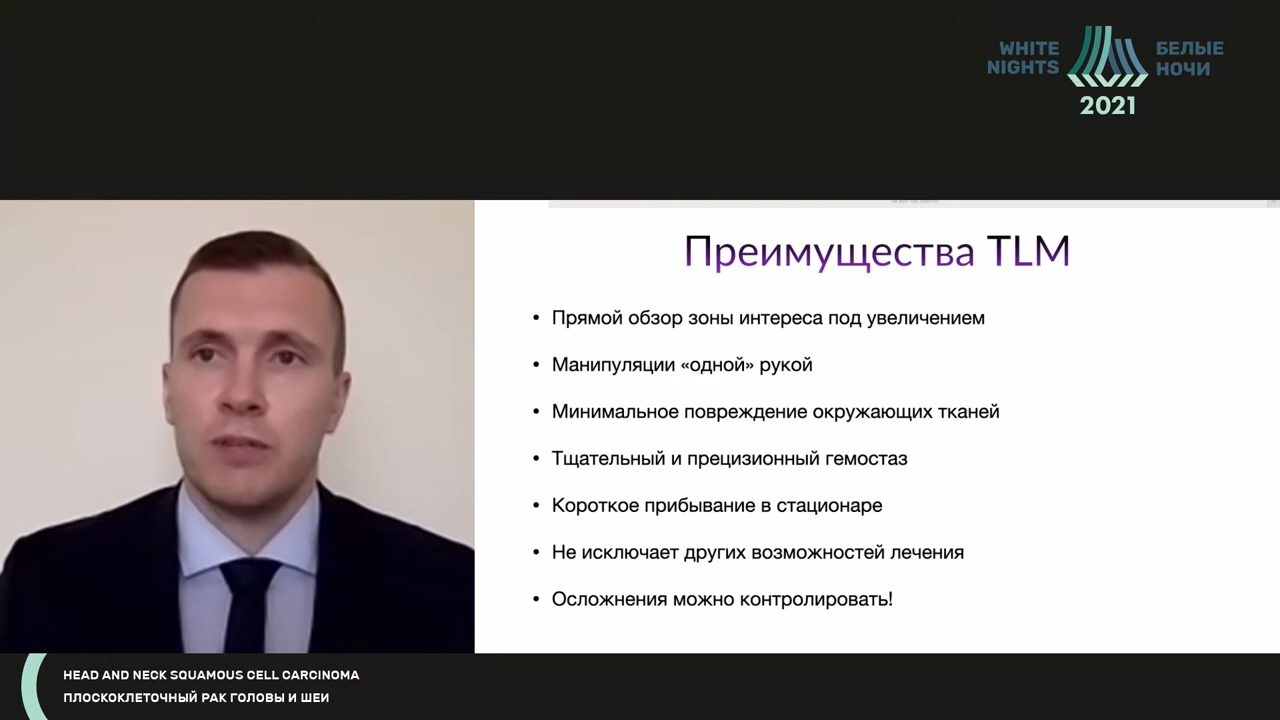 WHITE NIGHTS
БЕЛЫЕ НОЧИ
2021
Преимущества TLM
• Прямой обзор зоны интереса под увеличением
• Манипуляции «одной» рукой
• Минимальное повреждение окружающих тканей
• Тщательный и прецизионный гемостаз
• Короткое прибывание в стационаре
• Не исключает других возможностей лечения
• Осложнения можно контролировать!
HEAD AND NECK SQUAMOUS CELL CARCINOMA
ПЛОСКОКЛЕТОЧНЫЙ РАК ГОЛОВЫ И ШЕИ